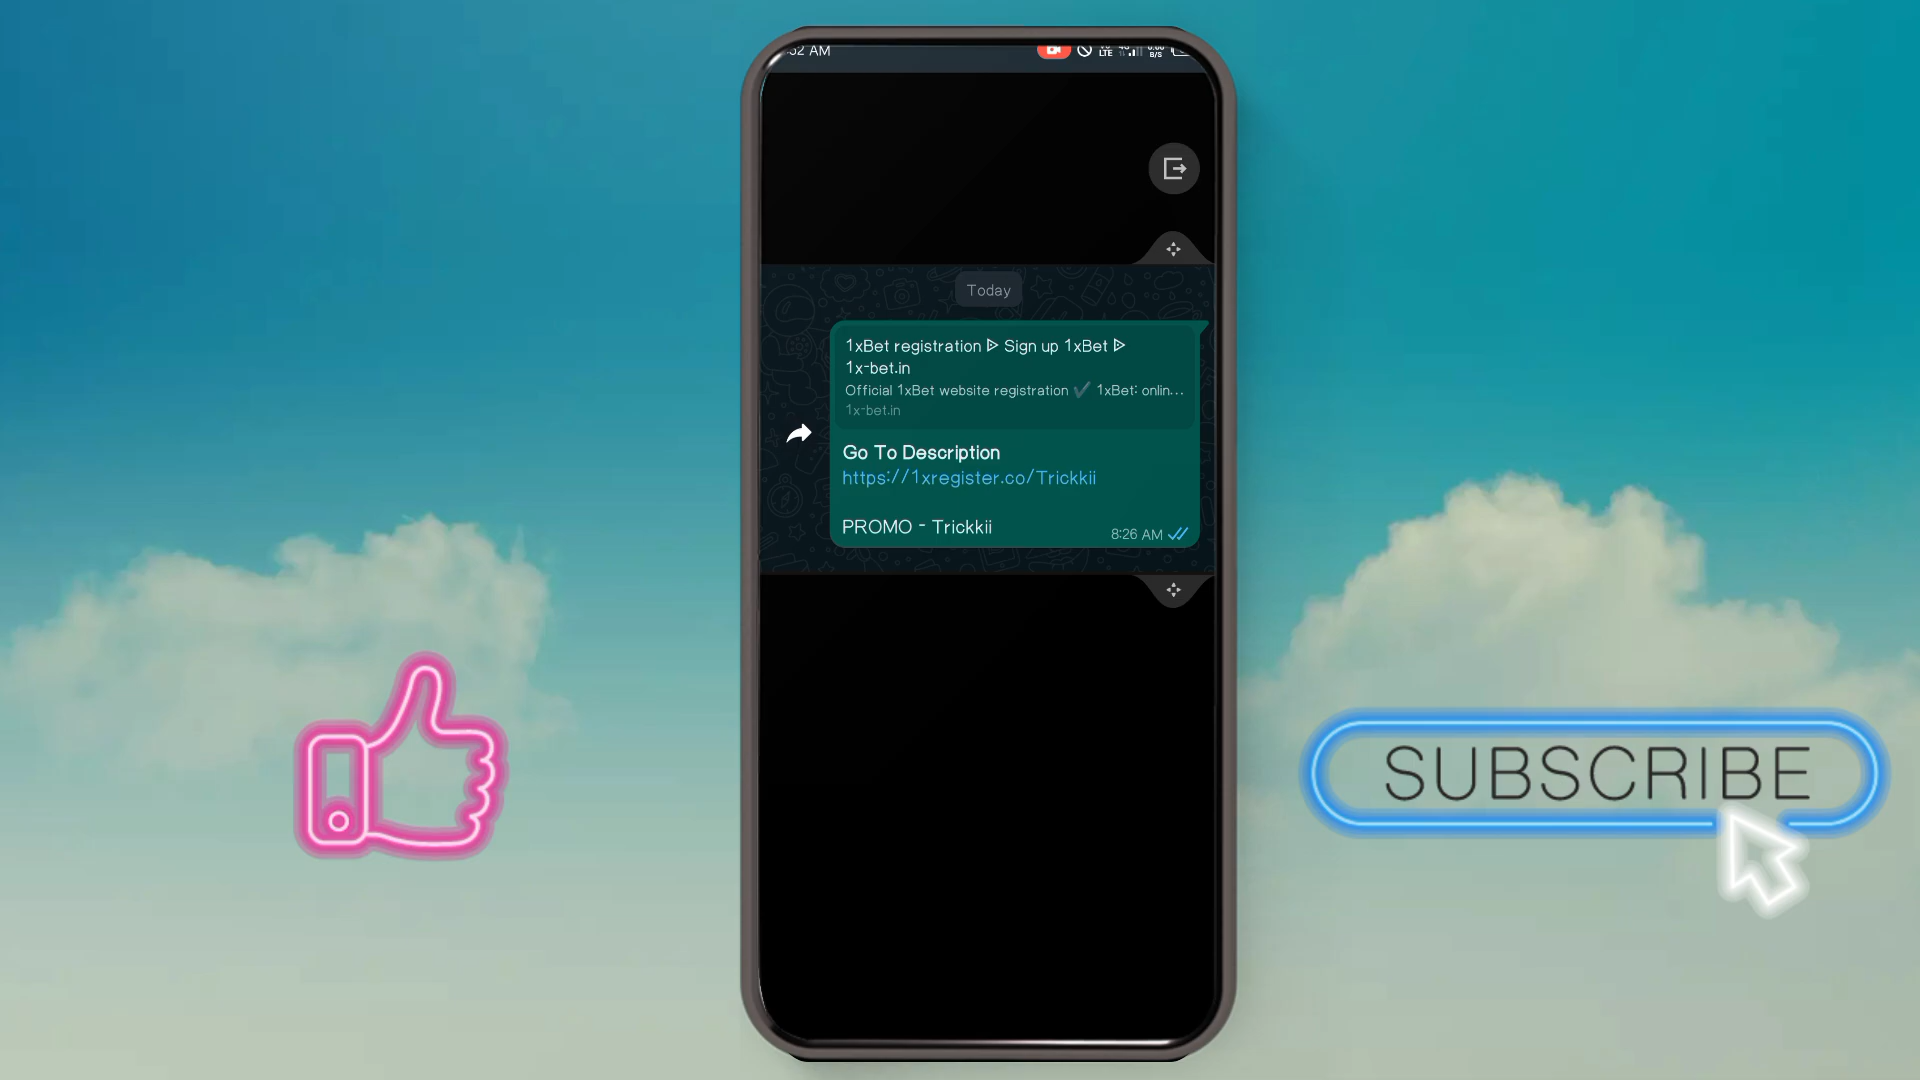 :52 AM
LTE
B/S
Today
1xBet registration ᐅ Sign up 1xBet ᐅ
1x-bet.in
Official 1xBet website registration ✔️ 1xBet: onlin...
1x-bet.in
Go To Description
https://1xregister.co/Trickkii
PROMO - Trickkii
8:26 AM
SUBSCRIBE